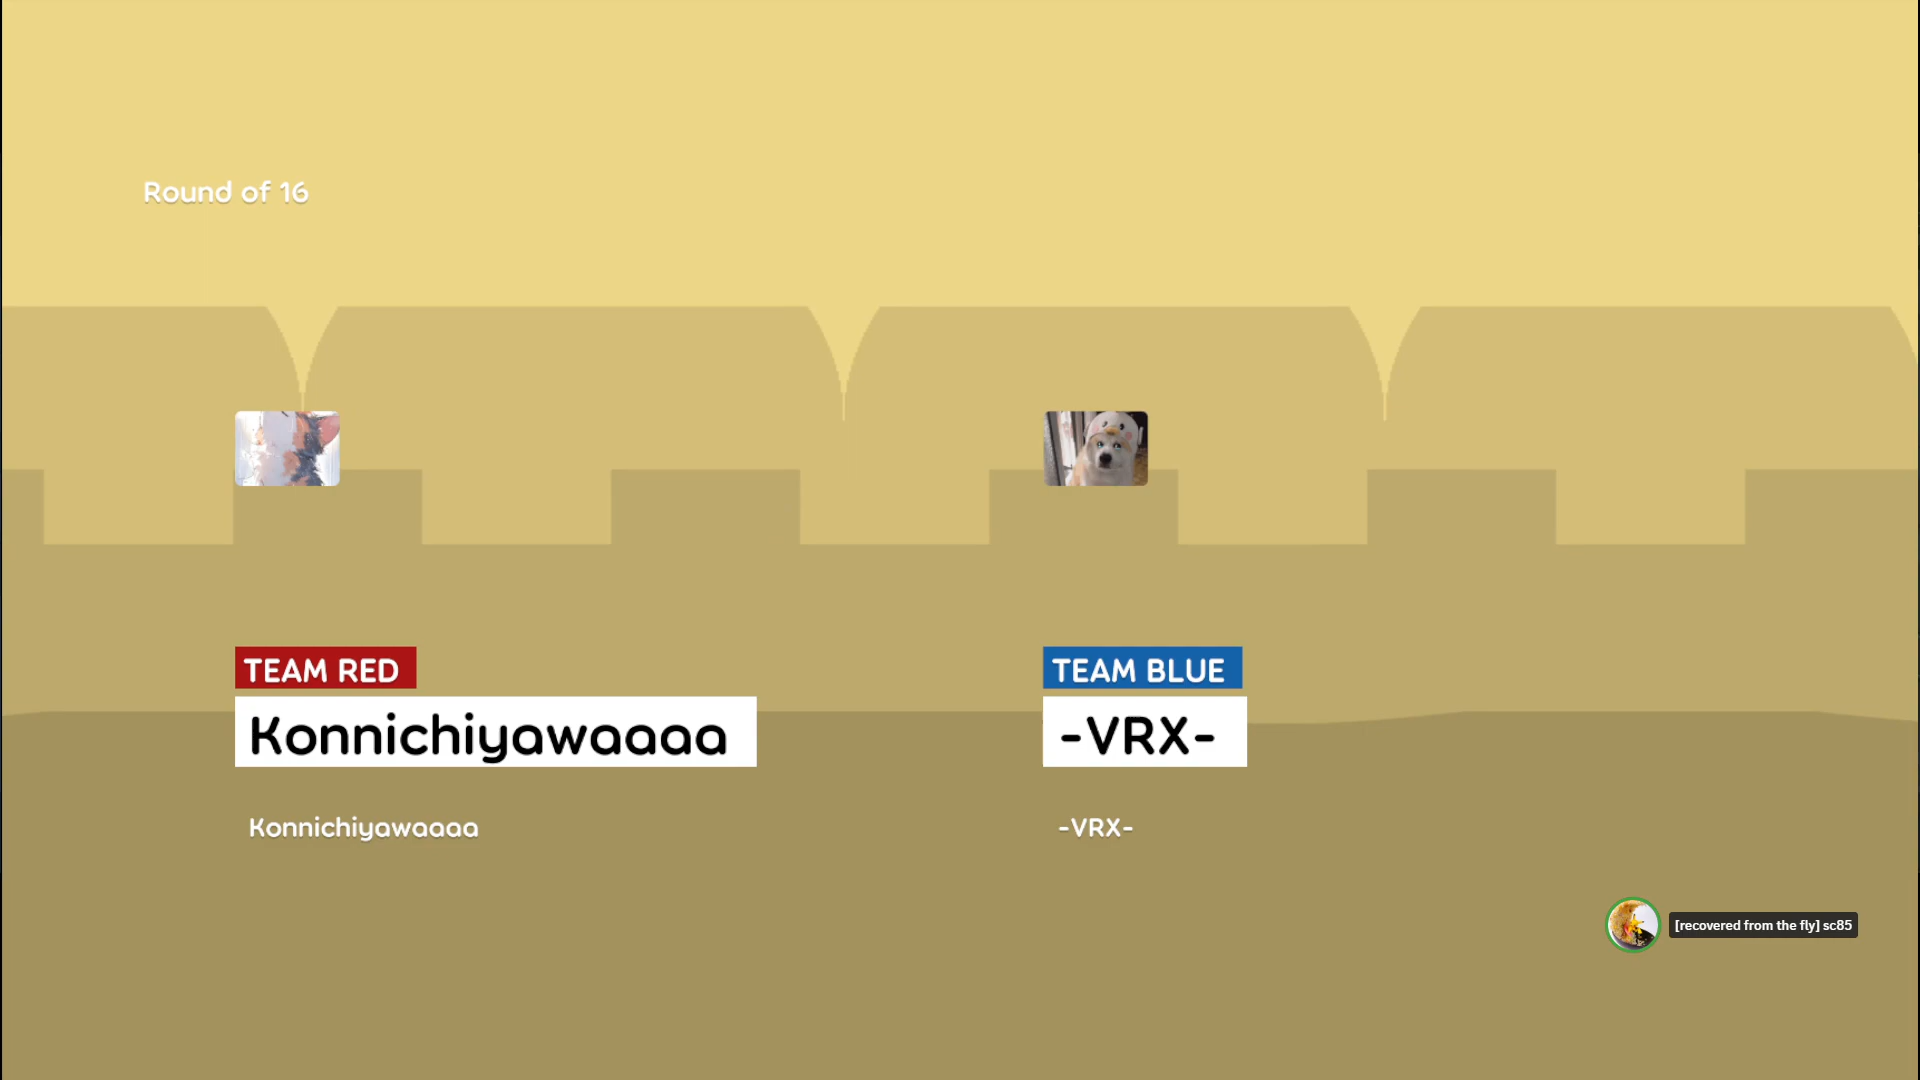 Round of 16
TEAM RED
Konnichiyawaaaa
Konnichiyawaaaa
TEAM BLUE
-VRX-
-VRX-
[recovered from the fly] sc85